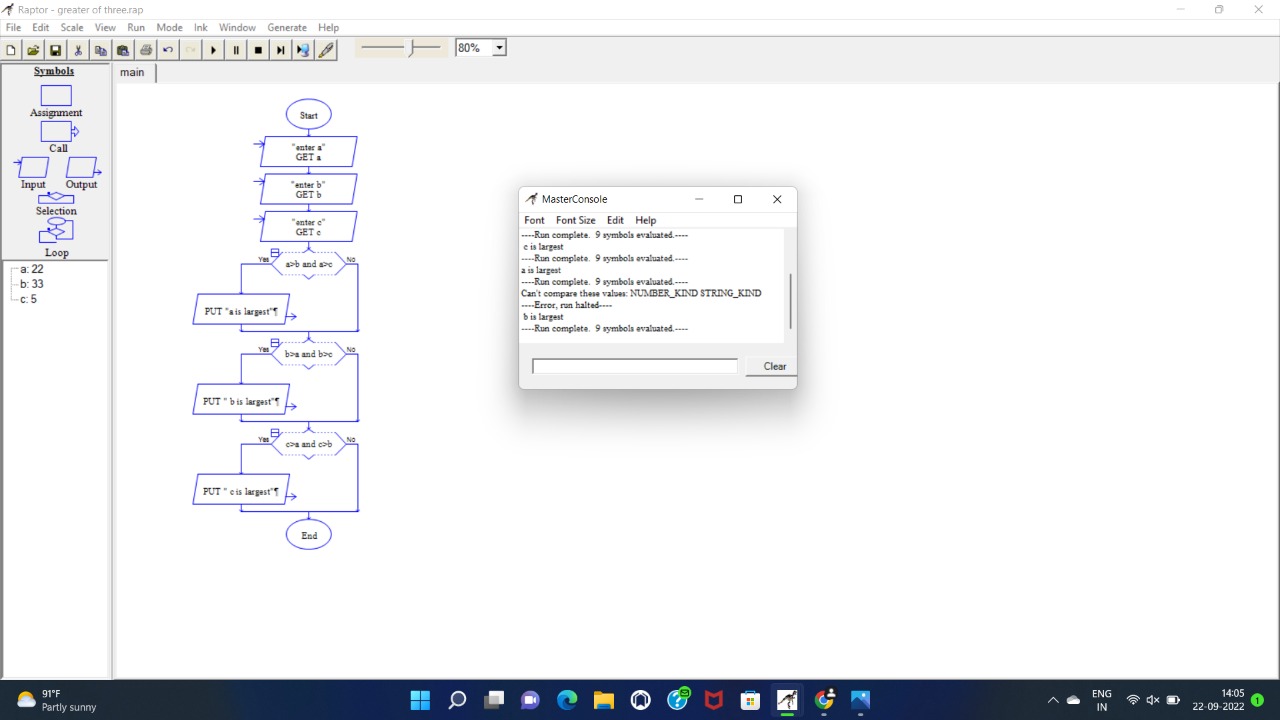 Raptor - greater of three.rap
File Edit Scale View Run Mode Ink Window Generate Help
80%
Symbols
main
Assignment
Call
Input Output
Selection
Loop
a: 22
b: 33
c: 5
Start
"enter a"
GET a
"enter b"
GET b
"enter c"
GET c
Yes a>b and a>c No
PUT "a is largest"¶
Yes b>a and b>c No
PUT " b is largest"¶
Yes c>a and c>b No
PUT " c is largest"¶
End
MasterConsole
Font Font Size Edit Help
----Run complete. 9 symbols evaluated.----
c is largest
----Run complete. 9 symbols evaluated.----
a is largest
----Run complete. 9 symbols evaluated.----
Can't compare these values: NUMBER_KIND STRING_KIND
----Error, run halted----
b is largest
----Run complete. 9 symbols evaluated.----
Clear
91°F
Partly sunny
ENG
IN
14:05
22-09-2022
1